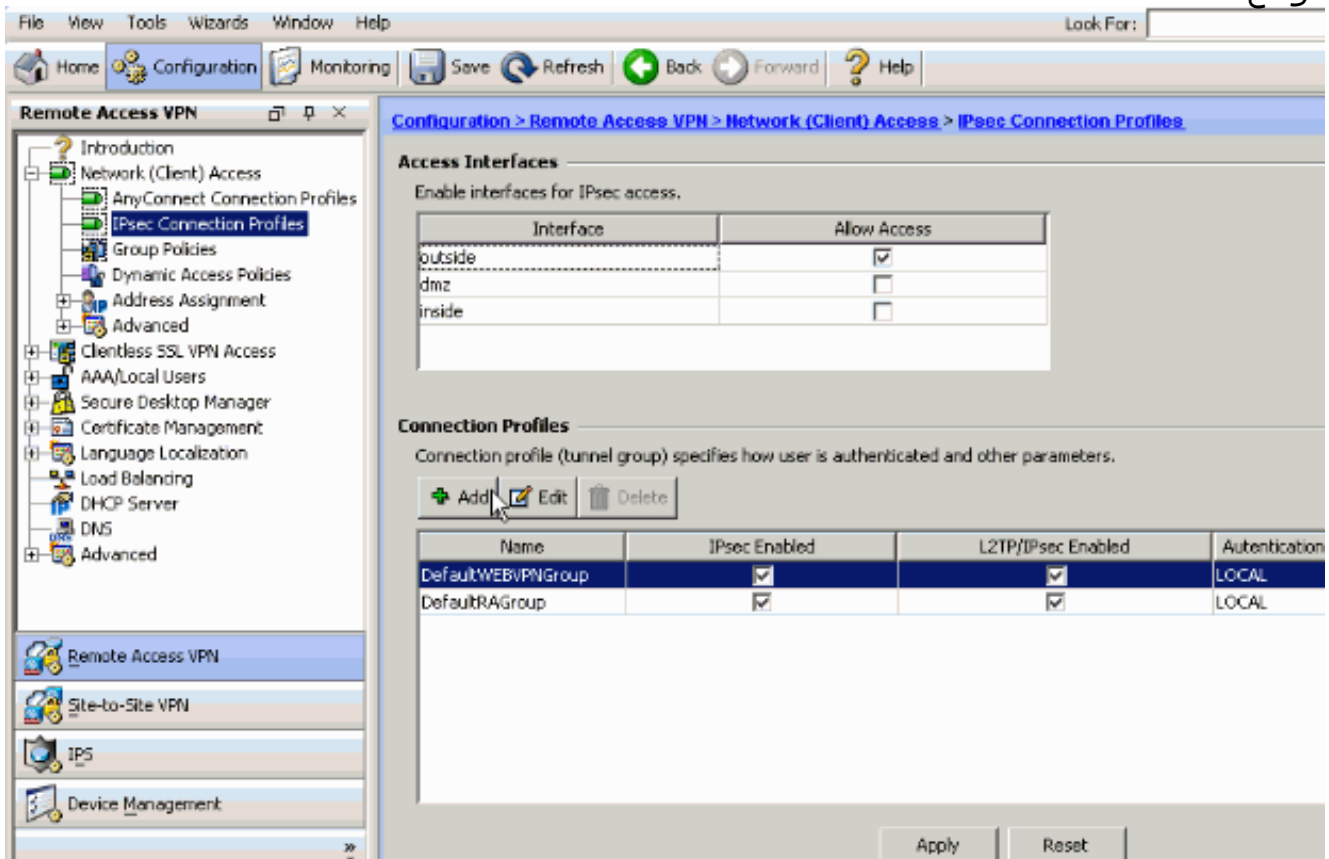 File View Tools Wizards Window Help Look For:
Home Configuration Monitoring Save Refresh Back Forward Help
Remote Access VPN
Introduction
Network (Client) Access
AnyConnect Connection Profiles
IPsec Connection Profiles
Group Policies
Dynamic Access Policies
Address Assignment
Advanced
Clientless SSL VPN Access
AAA/Local Users
Secure Desktop Manager
Certificate Management
Language Localization
Load Balancing
DHCP Server
DNS
Advanced
Remote Access VPN
Site-to-Site VPN
IPS
Device Management
Configuration > Remote Access VPN > Network (Client) Access > IPsec Connection Profiles
Access Interfaces
Enable interfaces for IPsec access.
Interface Allow Access
outside
dmz
inside
Connection Profiles
Connection profile (tunnel group) specifies how user is authenticated and other parameters.
Add Edit Delete
Name IPsec Enabled L2TP/IPsec Enabled Autentication
DefaultWEBVPNGroup LOCAL
DefaultRAGroup LOCAL
Apply Reset